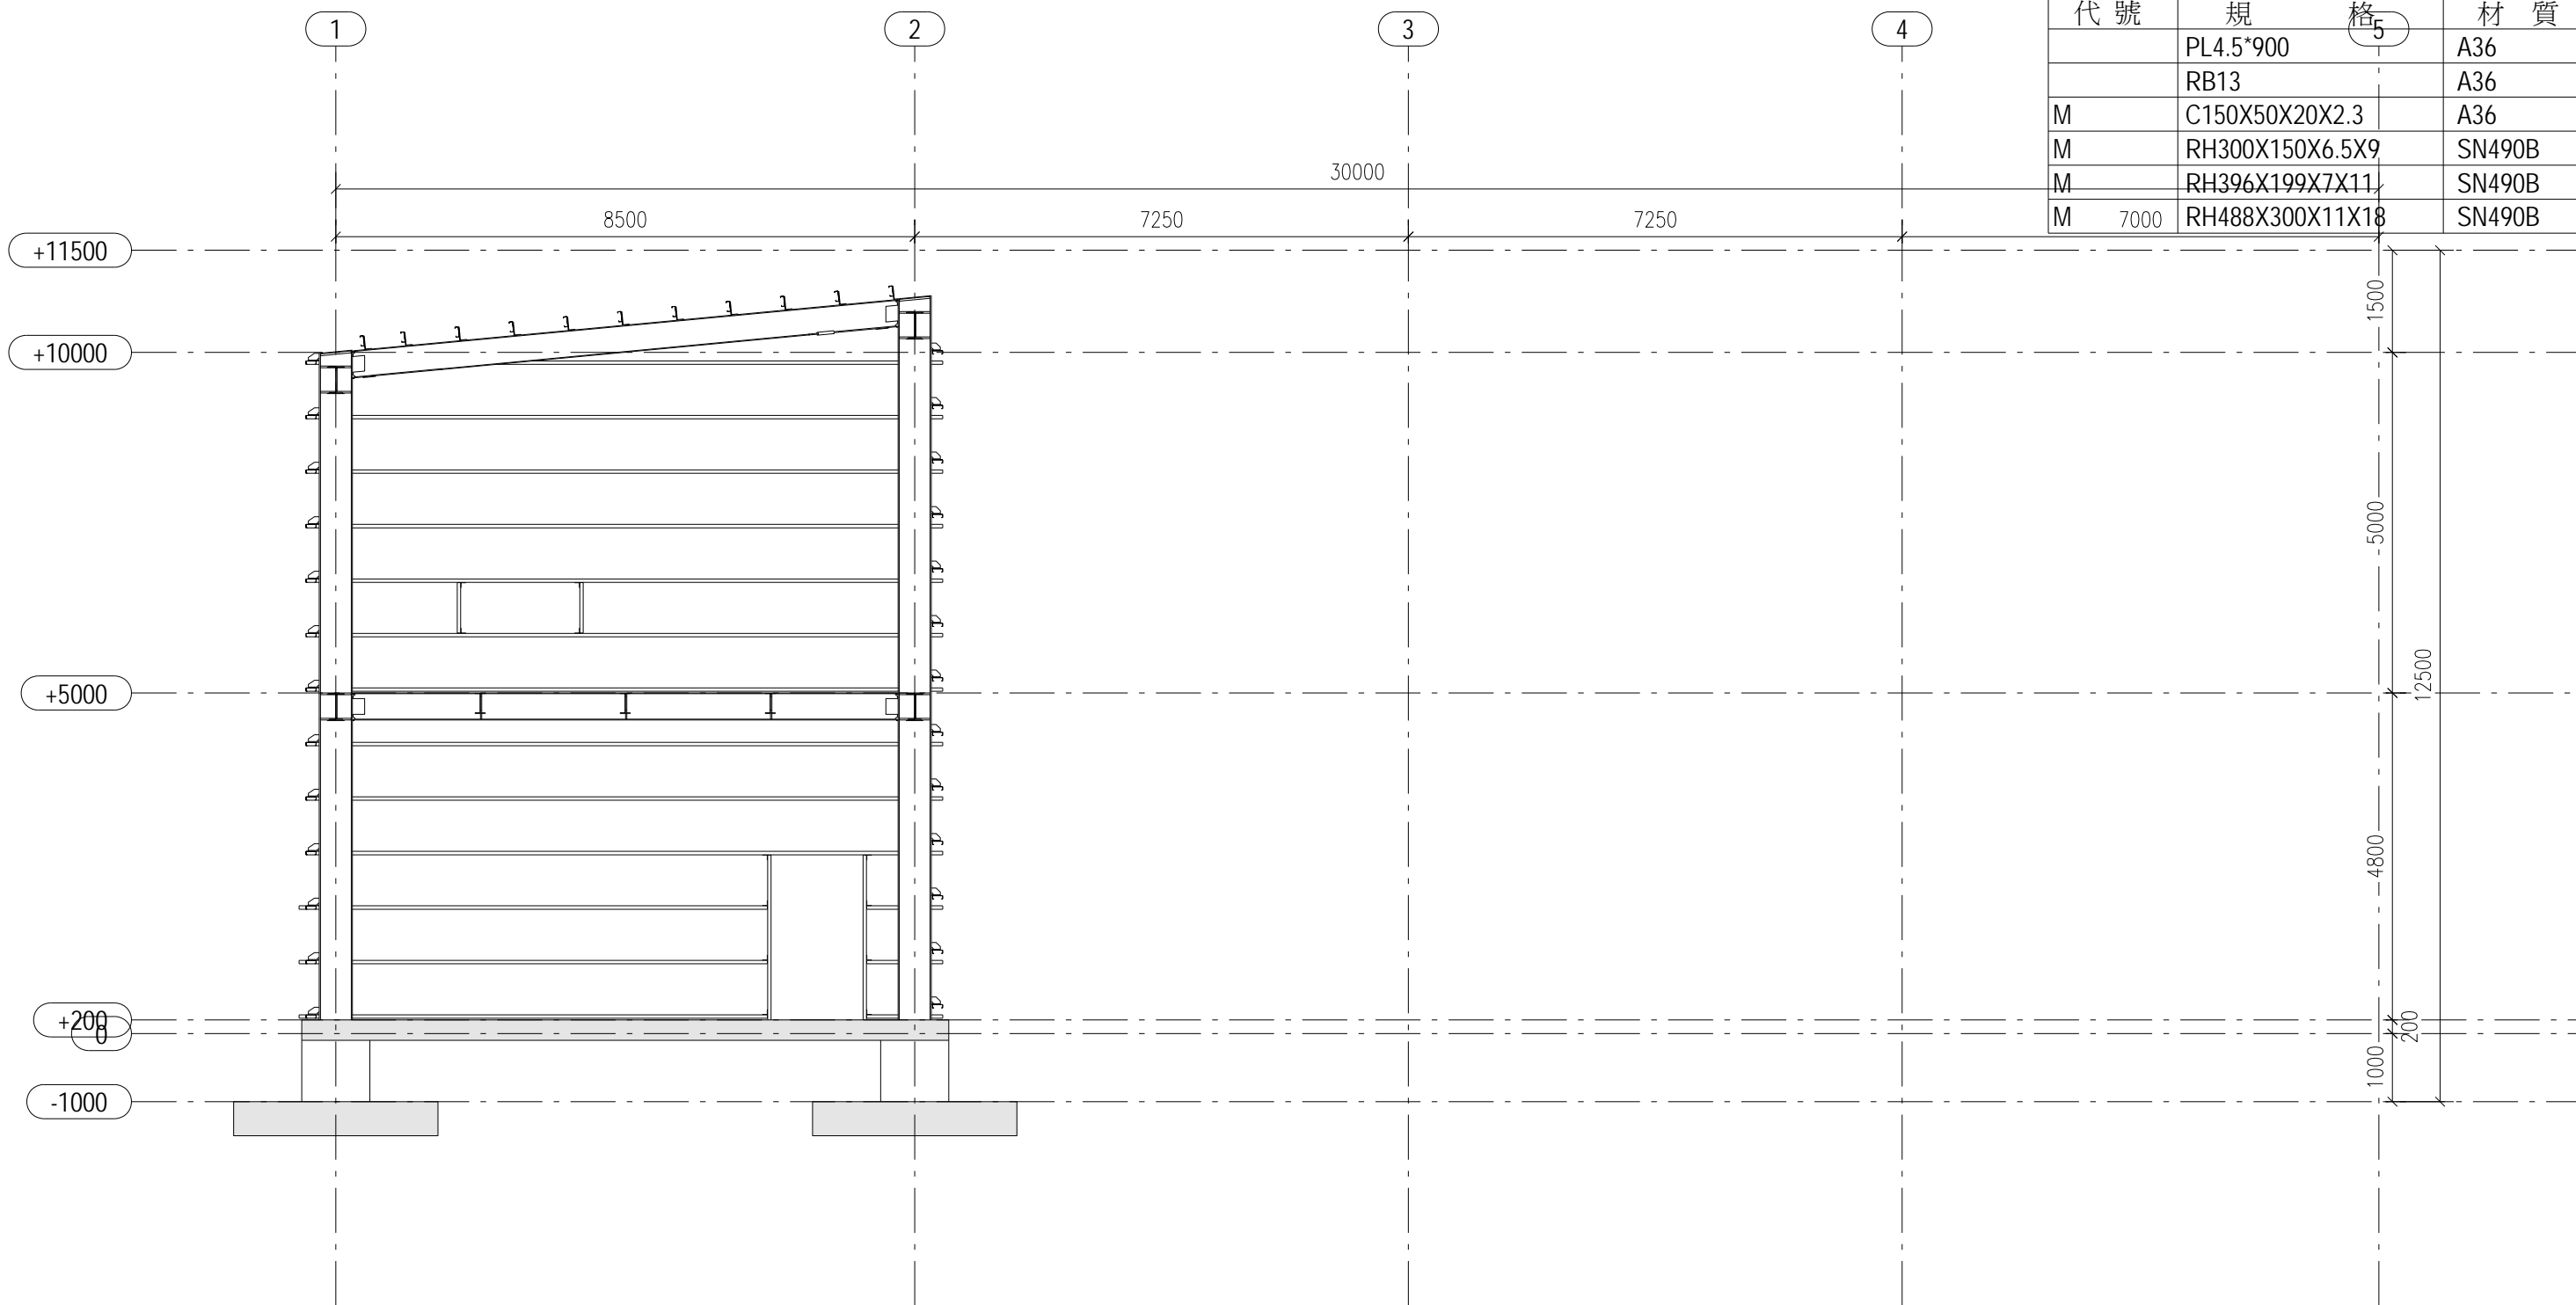 代號 規格 材質
1 2 3 4 5
PL4.5*900 A36
RB13 A36
M C150X50X20X2.3 A36
M RH300X150X6.5X9 SN490B
30000
M RH396X199X7X11 SN490B
M RH488X300X11X18 SN490B
8500 7250 7250 7000
+11500
1500
+10000
5000
+5000
12500
4800
+200
0
200
1000
-1000